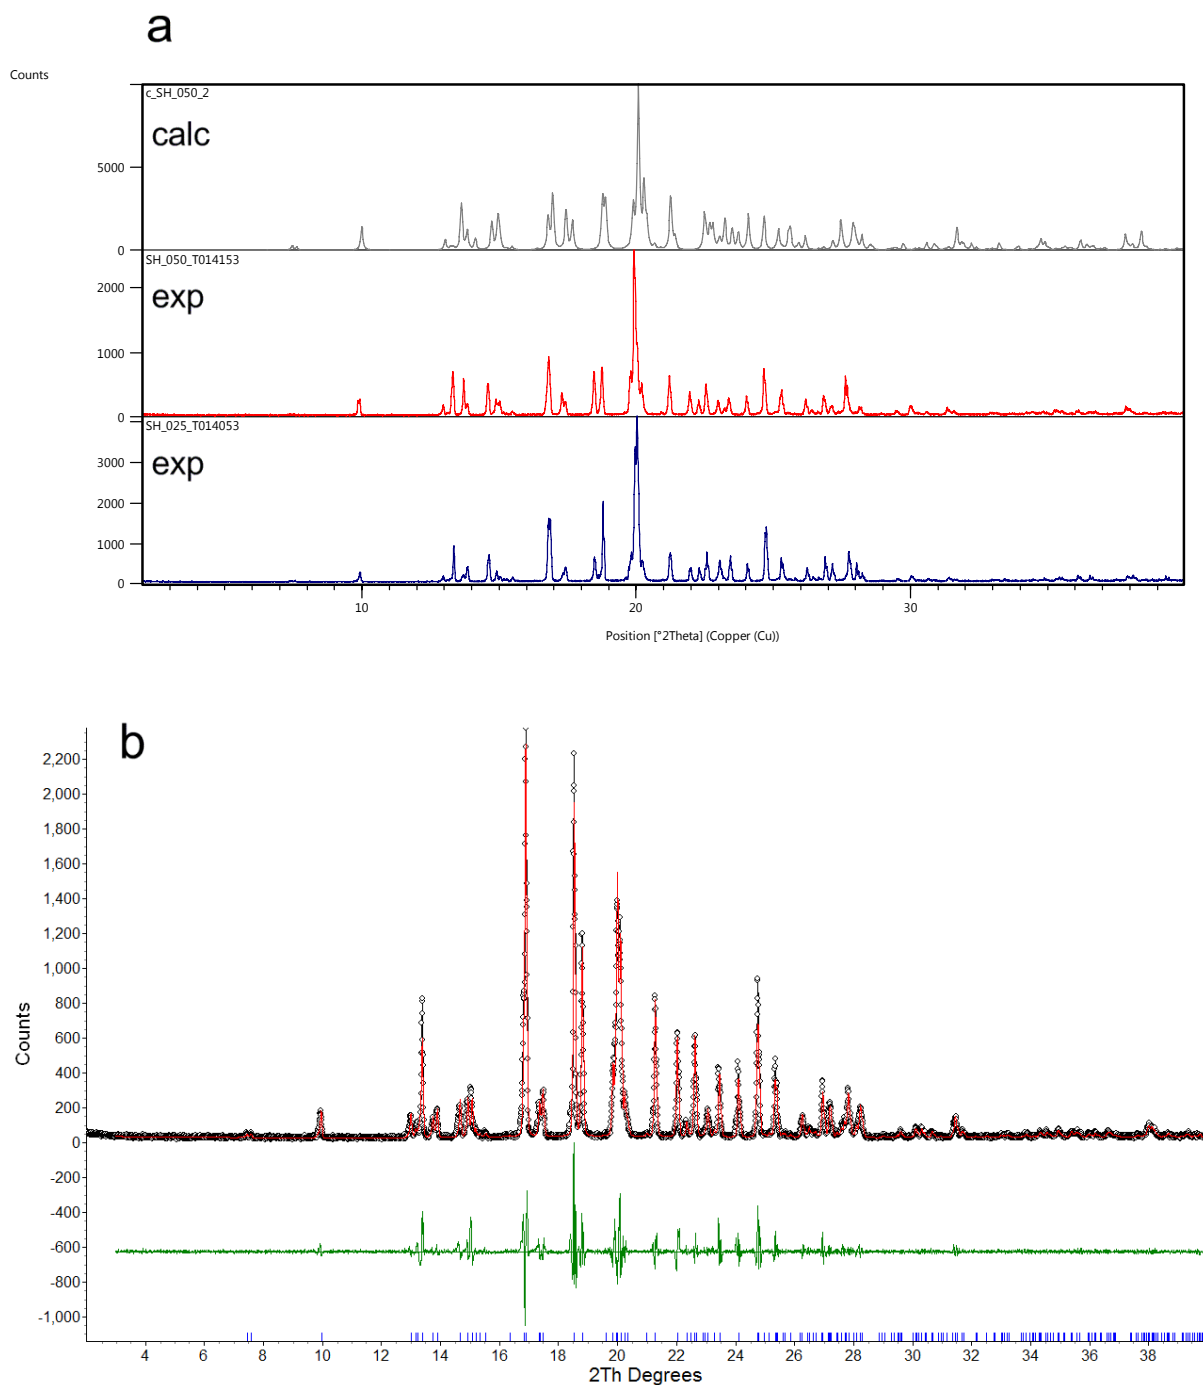 a
Counts
c_SH_050_2
calc
5000
0
SH_050_T014153
exp
2000
1000
0
SH_025_T014053
exp
3000
2000
1000
0
10 20 30
Position [°2Theta] (Copper (Cu))
b
2,200
2,000
1,800
1,600
1,400
1,200
1,000
800
600
400
200
0
-200
-400
-600
-800
-1,000
Counts
4 6 8 10 12 14 16 18 20 22 24 26 28 30 32 34 36 38
2Th Degrees